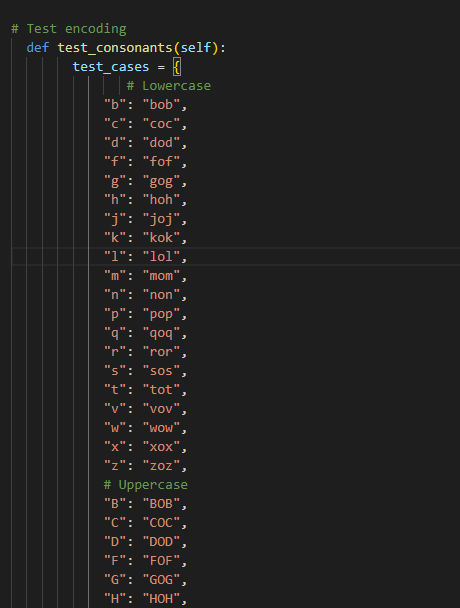 # Test encoding
def test_consonants(self):
test_cases = {
# Lowercase
"b": "bob",
"c": "coc",
"d": "dod",
"f": "fof",
"g": "gog",
"h": "hoh",
"j": "joj",
"k": "kok",
"l": "lol",
"m": "mom",
"n": "non",
"p": "pop",
"q": "qoq",
"r": "ror",
"s": "sos",
"t": "tot",
"v": "vov",
"w": "wow",
"x": "xox",
"z": "zoz",
# Uppercase
"B": "BOB",
"C": "COC",
"D": "DOD",
"F": "FOF",
"G": "GOG",
"H": "HOH",